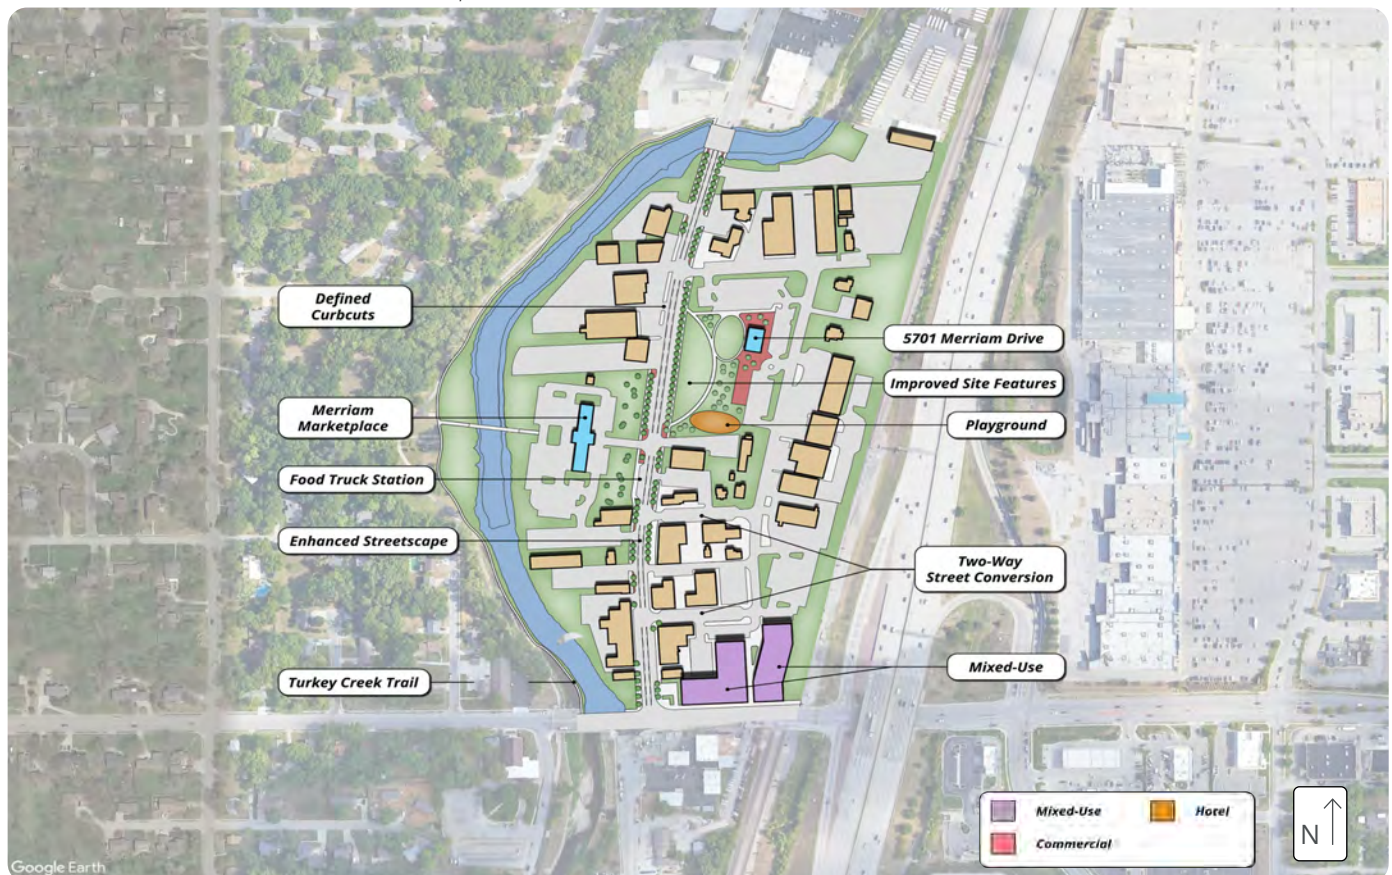 Defined
Curbcuts
5701 Merriam Drive
Improved Site Features
Merriam
Marketplace
Playground
Food Truck Station
Enhanced Streetscape
Two-Way
Street Conversion
Mixed-Use
Turkey Creek Trail
Mixed-Use
Hotel
Commercial
N
Google Earth